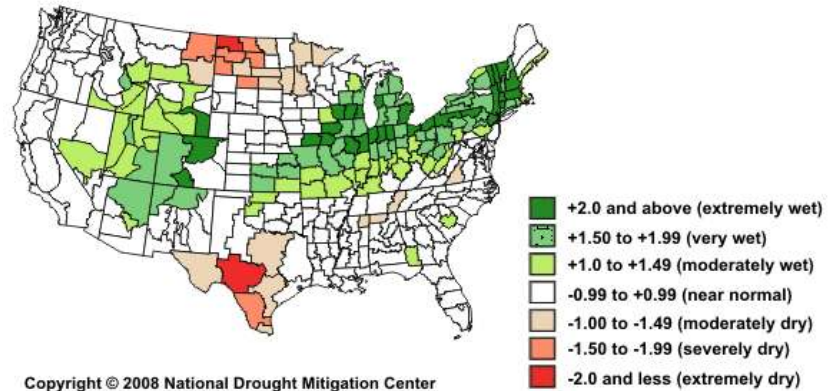 +2.0 and above (extremely wet)
+1.50 to +1.99 (very wet)
+1.0 to +1.49 (moderately wet)
-0.99 to +0.99 (near normal)
-1.00 to -1.49 (moderately dry)
-1.50 to -1.99 (severely dry)
-2.0 and less (extremely dry)
Copyright © 2008 National Drought Mitigation Center